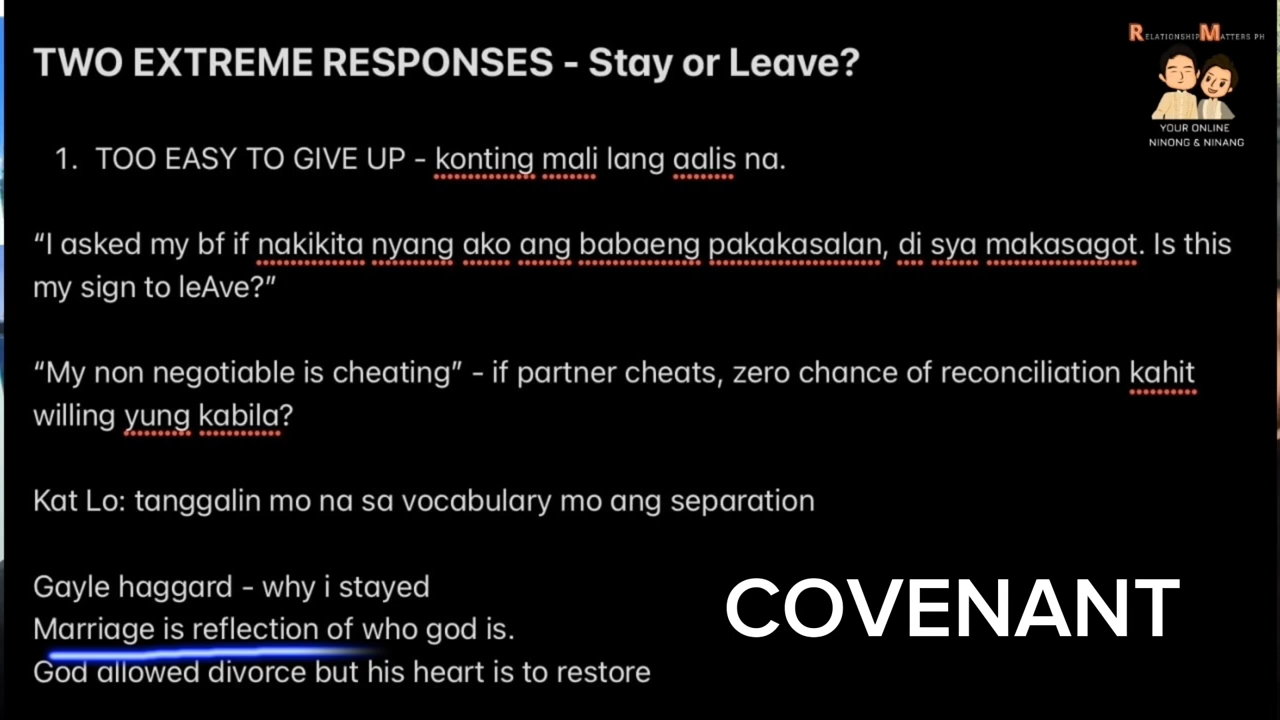 TWO EXTREME RESPONSES - Stay or Leave?
RELATIONSHIPMATTERS PH
YOUR ONLINE
NINONG & NINANG
1. TOO EASY TO GIVE UP - konting mali lang aalis na.
“I asked my bf if nakikita nyang ako ang babaeng pakakasalan, di sya makasagot. Is this
my sign to leAve?”
“My non negotiable is cheating” - if partner cheats, zero chance of reconciliation kahit
willing yung kabila?
Kat Lo: tanggalin mo na sa vocabulary mo ang separation
Gayle haggard - why i stayed
Marriage is reflection of who god is.
God allowed divorce but his heart is to restore
COVENANT